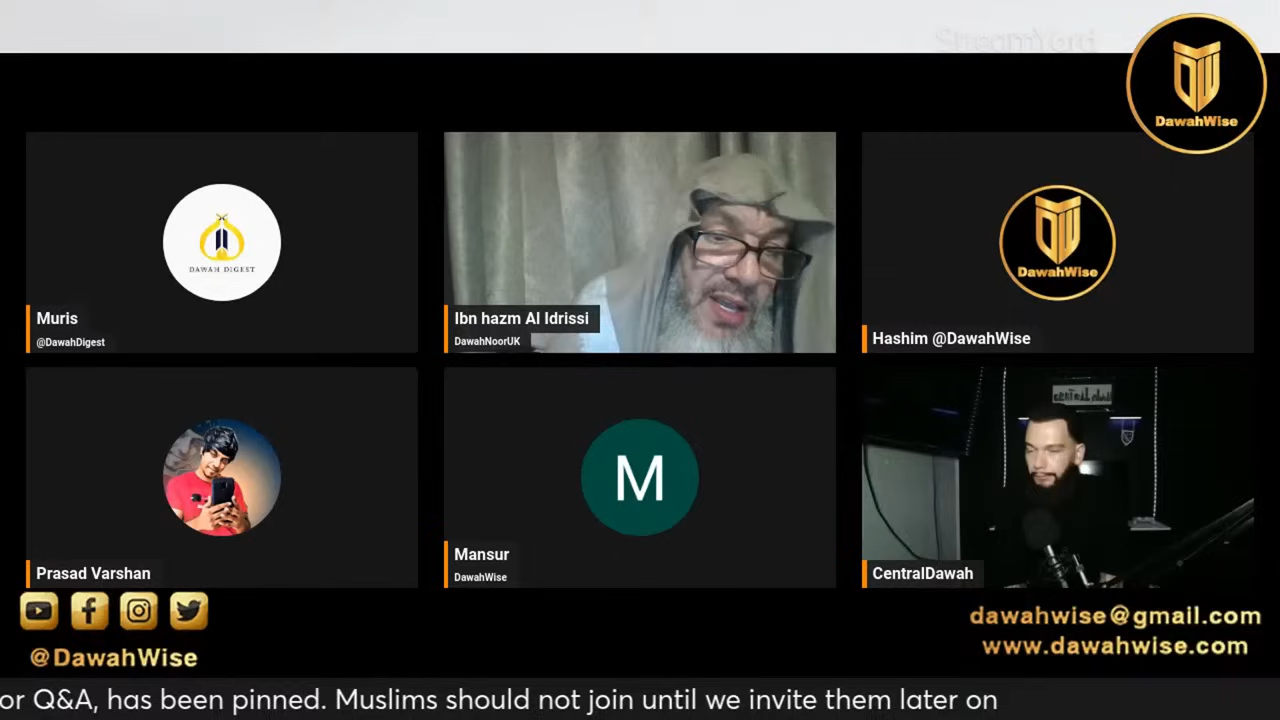 StreamYard
DawahWise
DAWAH DIGEST
Muris
@DawahDigest
Ibn hazm Al Idrissi
DawahNoorUK
DawahWise
Hashim @DawahWise
Prasad Varshan
M
Mansur
DawahWise
CentralDawah
@DawahWise
dawahwise@gmail.com
www.dawahwise.com
or Q&A, has been pinned. Muslims should not join until we invite them later on